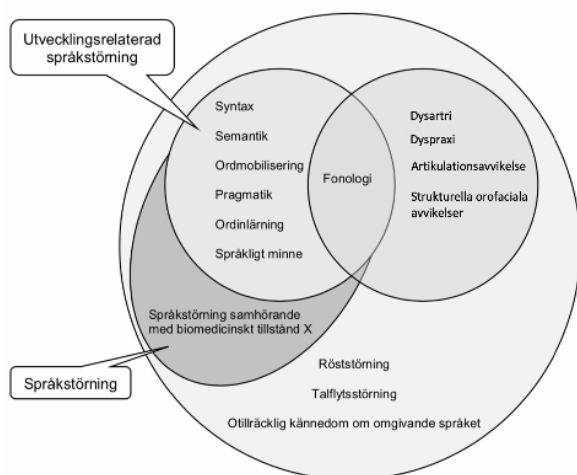 Utvecklingsrelaterad
språkstörning
Syntax
Semantik
Ordmobilisering
Pragmatik
Ordinlärning
Språkligt minne
Fonologi
Dysartri
Dyspraxi
Artikulationsavvikelse
Strukturella orofaciala
avvikelser
Språkstörning samhörande
med biomedicinskt tillstånd X
Språkstörning
Röststörning
Talflytsstörning
Otillräcklig kännedom om omgivande språket